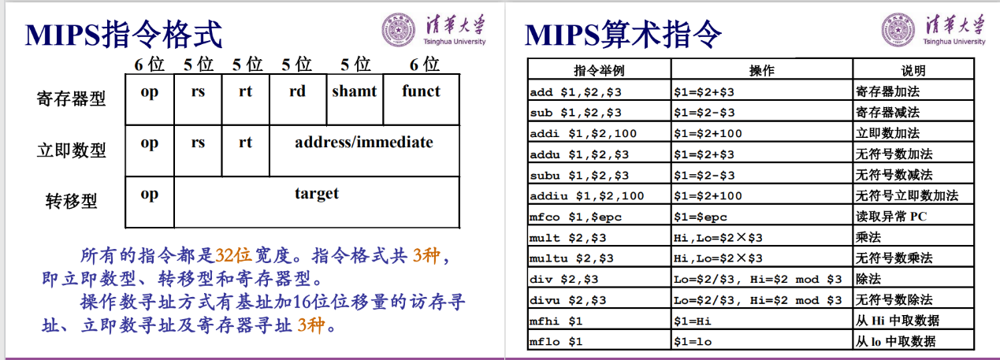 MIPS指令格式
清华大学
Tsinghua University
6 位 5 位 5 位 5 位 5 位 6 位
寄存器型 op rs rt rd shamt funct
立即数型 op rs rt address/immediate
转移型 op target
所有的指令都是32位宽度。指令格式共 3种，
即立即数型、转移型和寄存器型。
操作数寻址方式有基址加16位位移量的访存寻
址、立即数寻址及寄存器寻址 3种。
MIPS算术指令
清华大学
Tsinghua University
指令举例 操作 说明
add $1,$2,$3 $1=$2+$3 寄存器加法
sub $1,$2,$3 $1=$2-$3 寄存器减法
addi $1,$2,100 $1=$2+100 立即数加法
addu $1,$2,$3 $1=$2+$3 无符号数加法
subu $1,$2,$3 $1=$2-$3 无符号数减法
addiu $1,$2,100 $1=$2+100 无符号立即数加法
mfco $1,$epc $1=$epc 读取异常 PC
mult $2,$3 Hi,Lo=$2×$3 乘法
multu $2,$3 Hi,Lo=$2×$3 无符号数乘法
div $2,$3 Lo=$2/$3, Hi=$2 mod $3 除法
divu $2,$3 Lo=$2/$3, Hi=$2 mod $3 无符号数除法
mfhi $1 $1=Hi 从 Hi 中取数据
mflo $1 $1=lo 从 lo 中取数据